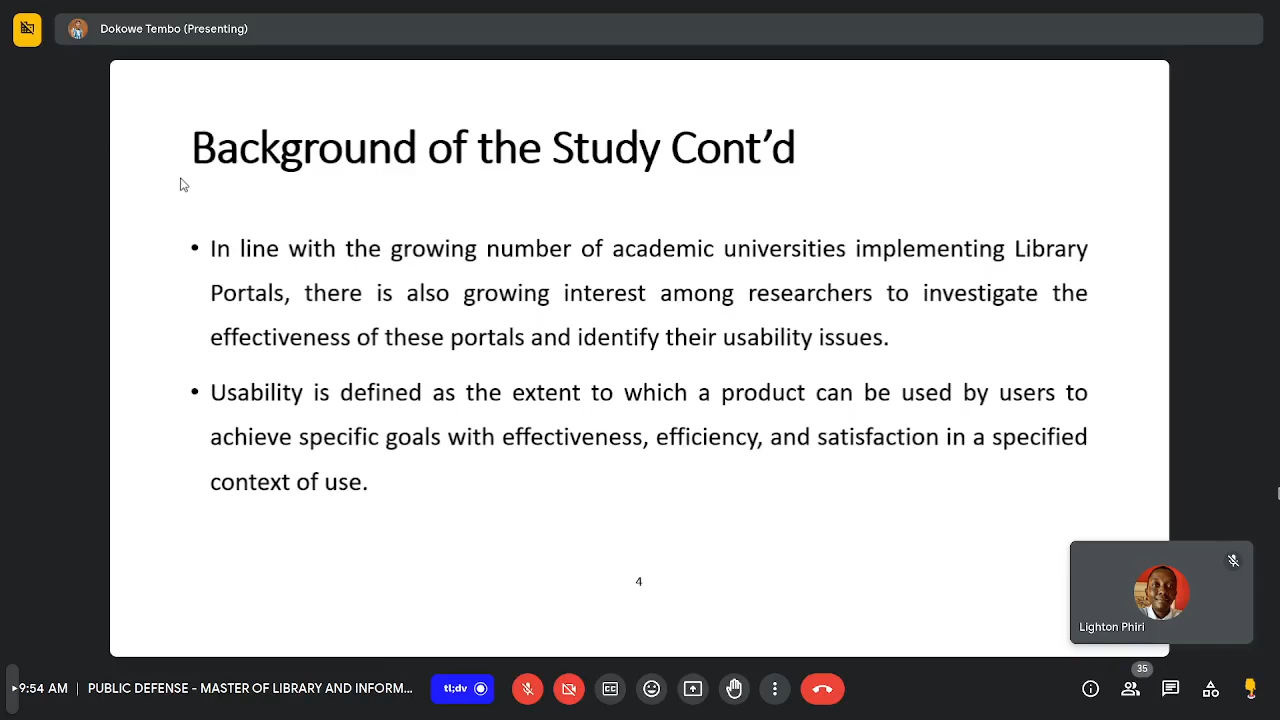 Dokowe Tembo (Presenting)
Background of the Study Cont’d
• In line with the growing number of academic universities implementing Library
Portals, there is also growing interest among researchers to investigate the
effectiveness of these portals and identify their usability issues.
• Usability is defined as the extent to which a product can be used by users to
achieve specific goals with effectiveness, efficiency, and satisfaction in a specified
context of use.
4
Lighton Phiri
35
9:54 AM | PUBLIC DEFENSE - MASTER OF LIBRARY AND INFORM...
tl;dv